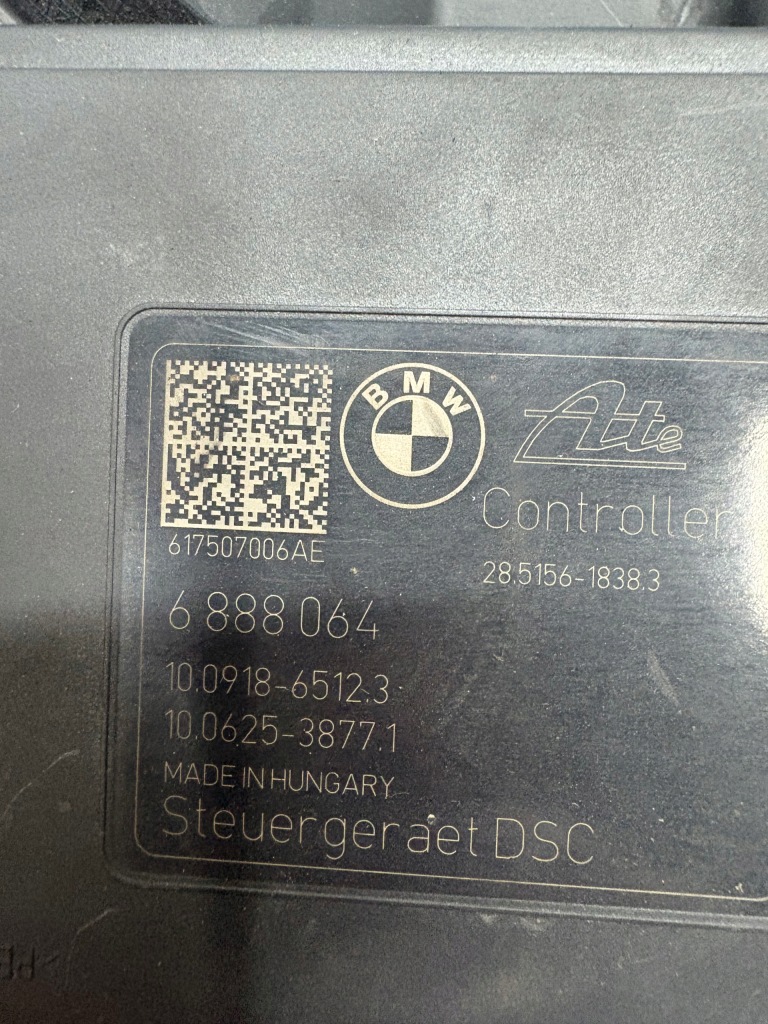 BMW
Ate
Controller
28.5156-1838.3
617507006AE
6 888 064
10.0918-6512.3
10.0625-3877.1
MADE IN HUNGARY
Steuergeraet DSC